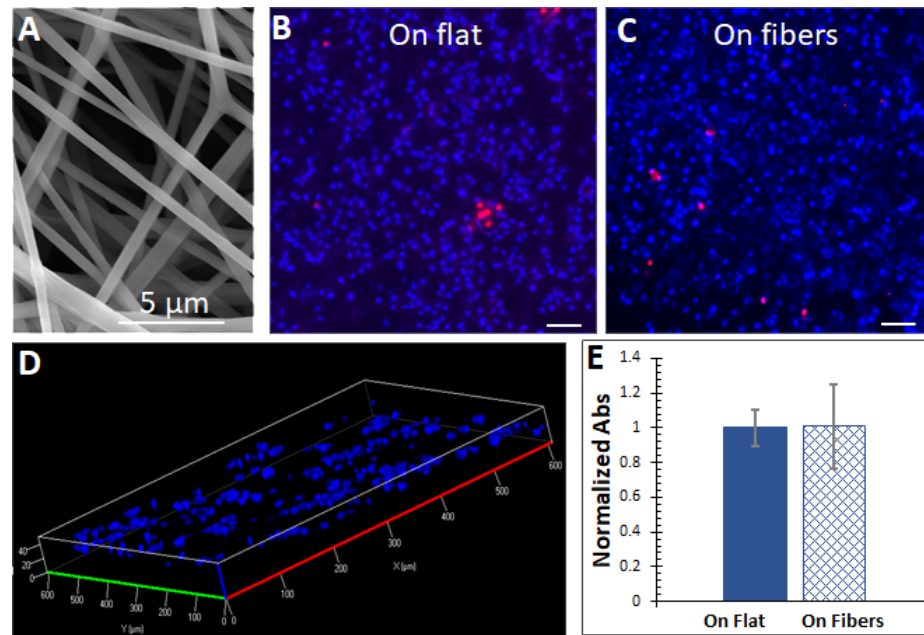 A
5 µm
B
On flat
C
On fibers
D
40
20
0
600
500
400
300
200
100
0
Y (µm)
0
100
200
300
400
500
600
X (µm)
E
1.4
1.2
1
0.8
0.6
0.4
0.2
0
Normalized Abs
On Flat
On Fibers